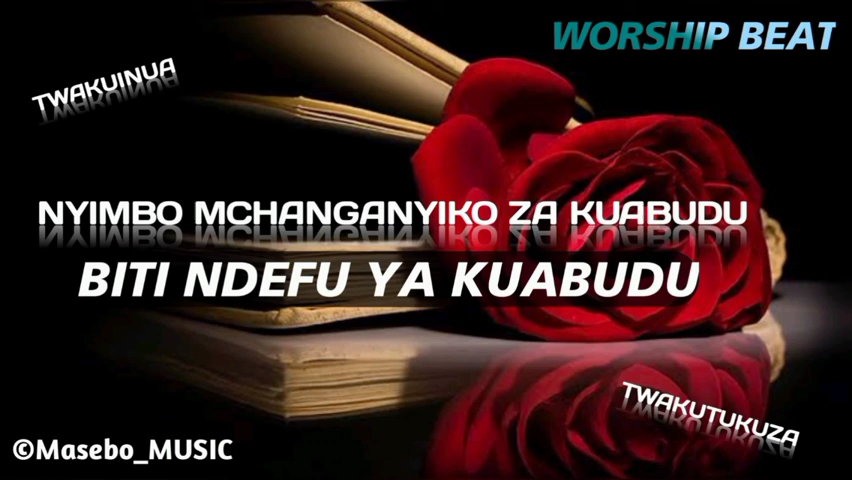 WORSHIP BEAT
TWAKUINUA
NYIMBO MCHANGANYIKO ZA KUABUDU
BITI NDEFU YA KUABUDU
TWAKUTUKUZA
©Masebo_MUSIC